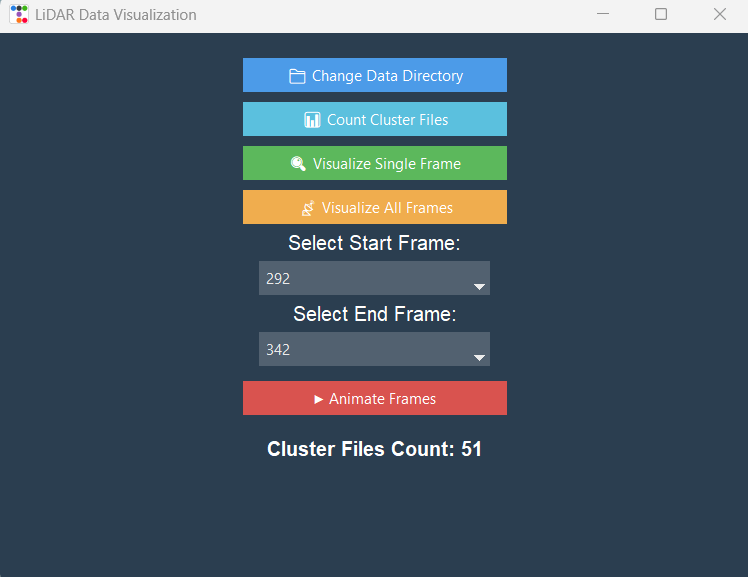 LiDAR Data Visualization
Change Data Directory
Count Cluster Files
Visualize Single Frame
Visualize All Frames
Select Start Frame:
292
Select End Frame:
342
Animate Frames
Cluster Files Count: 51